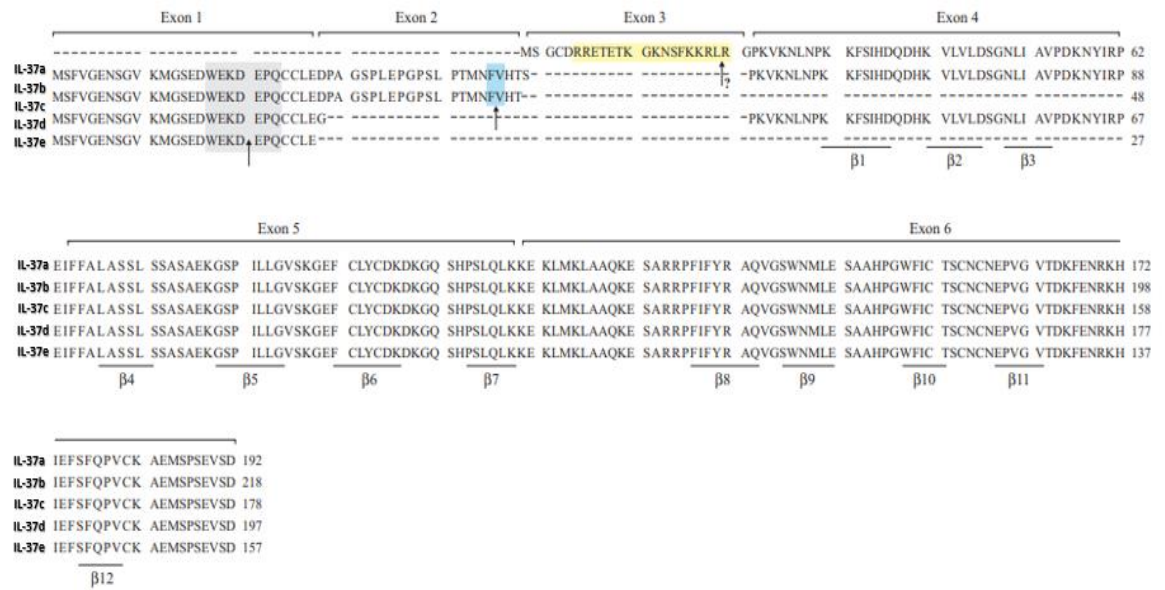 Exon 1 Exon 2 Exon 3 Exon 4
IL-37a ---------- ---------- ---------- ---------- ----------MS GCDRRETETK GKNSFKKRLR GPKVKNLNPK KFSIHDQDHK VLVLDSGNLI AVPDKNYIRP 62
IL-37b MSFVGENSGV KMGSEDWEKD EPQCCLEDPA GSPLEPGPSL PTMNFVHTS--------- ---------- -PKVKNLNPK KFSIHDQDHK VLVLDSGNLI AVPDKNYIRP 88
IL-37c MSFVGENSGV KMGSEDWEKD EPQCCLEDPA GSPLEPGPSL PTMNFVHT---------- ---------- ---------- ---------- ---------- ---------- 48
IL-37d MSFVGENSGV KMGSEDWEKD EPQCCLEG-- ---------- ---------- ---------- -PKVKNLNPK KFSIHDQDHK VLVLDSGNLI AVPDKNYIRP 67
IL-37e MSFVGENSGV KMGSEDWEKD EPQCCLE--- ---------- ---------- ---------- ---------- ---------- ---------- ---------- 27
?
β1 β2 β3
Exon 5 Exon 6
IL-37a EIFFALASSL SSASAEKGSP ILLGVSKGEF CLYCDKDKGQ SHPSLQLKKE KLMKLAAQKE SARRPFIFYR AQVGSWNMLE SAAHPGWFIC TSCNCNEPVG VTDKFENRKH 172
IL-37b EIFFALASSL SSASAEKGSP ILLGVSKGEF CLYCDKDKGQ SHPSLQLKKE KLMKLAAQKE SARRPFIFYR AQVGSWNMLE SAAHPGWFIC TSCNCNEPVG VTDKFENRKH 198
IL-37c EIFFALASSL SSASAEKGSP ILLGVSKGEF CLYCDKDKGQ SHPSLQLKKE KLMKLAAQKE SARRPFIFYR AQVGSWNMLE SAAHPGWFIC TSCNCNEPVG VTDKFENRKH 158
IL-37d EIFFALASSL SSASAEKGSP ILLGVSKGEF CLYCDKDKGQ SHPSLQLKKE KLMKLAAQKE SARRPFIFYR AQVGSWNMLE SAAHPGWFIC TSCNCNEPVG VTDKFENRKH 177
IL-37e EIFFALASSL SSASAEKGSP ILLGVSKGEF CLYCDKDKGQ SHPSLQLKKE KLMKLAAQKE SARRPFIFYR AQVGSWNMLE SAAHPGWFIC TSCNCNEPVG VTDKFENRKH 137
β4 β5 β6 β7 β8 β9 β10 β11
IL-37a IEFSFQPVCK AEMSPSEVSD 192
IL-37b IEFSFQPVCK AEMSPSEVSD 218
IL-37c IEFSFQPVCK AEMSPSEVSD 178
IL-37d IEFSFQPVCK AEMSPSEVSD 197
IL-37e IEFSFQPVCK AEMSPSEVSD 157
β12